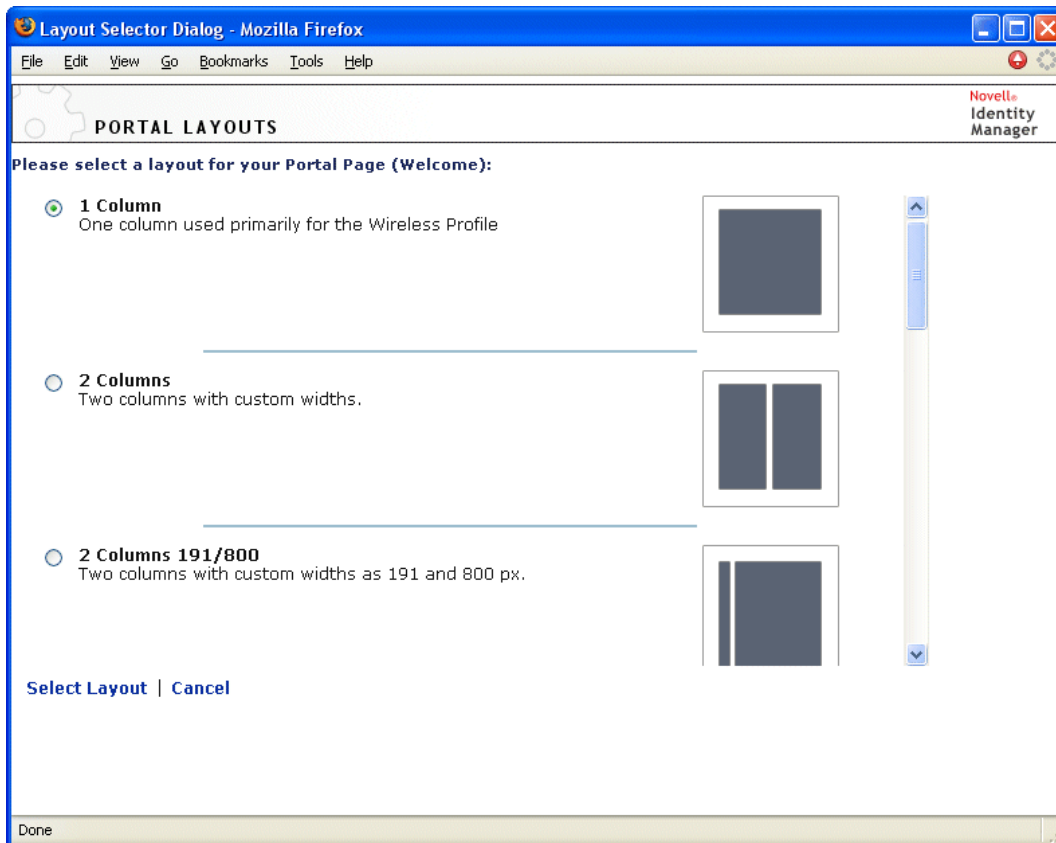 Layout Selector Dialog - Mozilla Firefox
File Edit View Go Bookmarks Tools Help
PORTAL LAYOUTS
Novell®
Identity
Manager
Please select a layout for your Portal Page (Welcome):
1 Column
One column used primarily for the Wireless Profile
2 Columns
Two columns with custom widths.
2 Columns 191/800
Two columns with custom widths as 191 and 800 px.
Select Layout | Cancel
Done